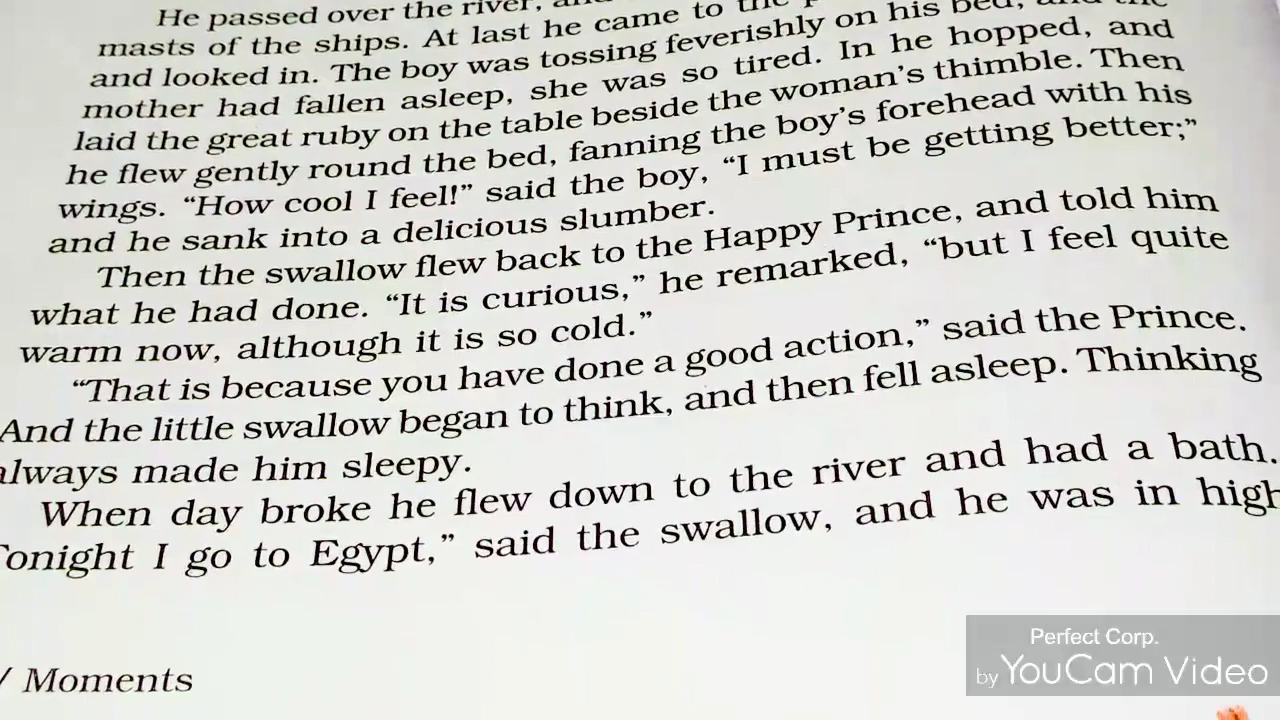 He passed over the river,
masts of the ships. At last he came to the
and looked in. The boy was tossing feverishly on his bed,
mother had fallen asleep, she was so tired. In he hopped, and
laid the great ruby on the table beside the woman's thimble. Then
he flew gently round the bed, fanning the boy's forehead with his
wings. “How cool I feel!” said the boy, “I must be getting better;”
and he sank into a delicious slumber.
Then the swallow flew back to the Happy Prince, and told him
what he had done. “It is curious,” he remarked, “but I feel quite
warm now, although it is so cold.”
“That is because you have done a good action,” said the Prince.
And the little swallow began to think, and then fell asleep. Thinking
always made him sleepy.
When day broke he flew down to the river and had a bath.
Tonight I go to Egypt,” said the swallow, and he was in high
/ Moments
Perfect Corp.
by YouCam Video